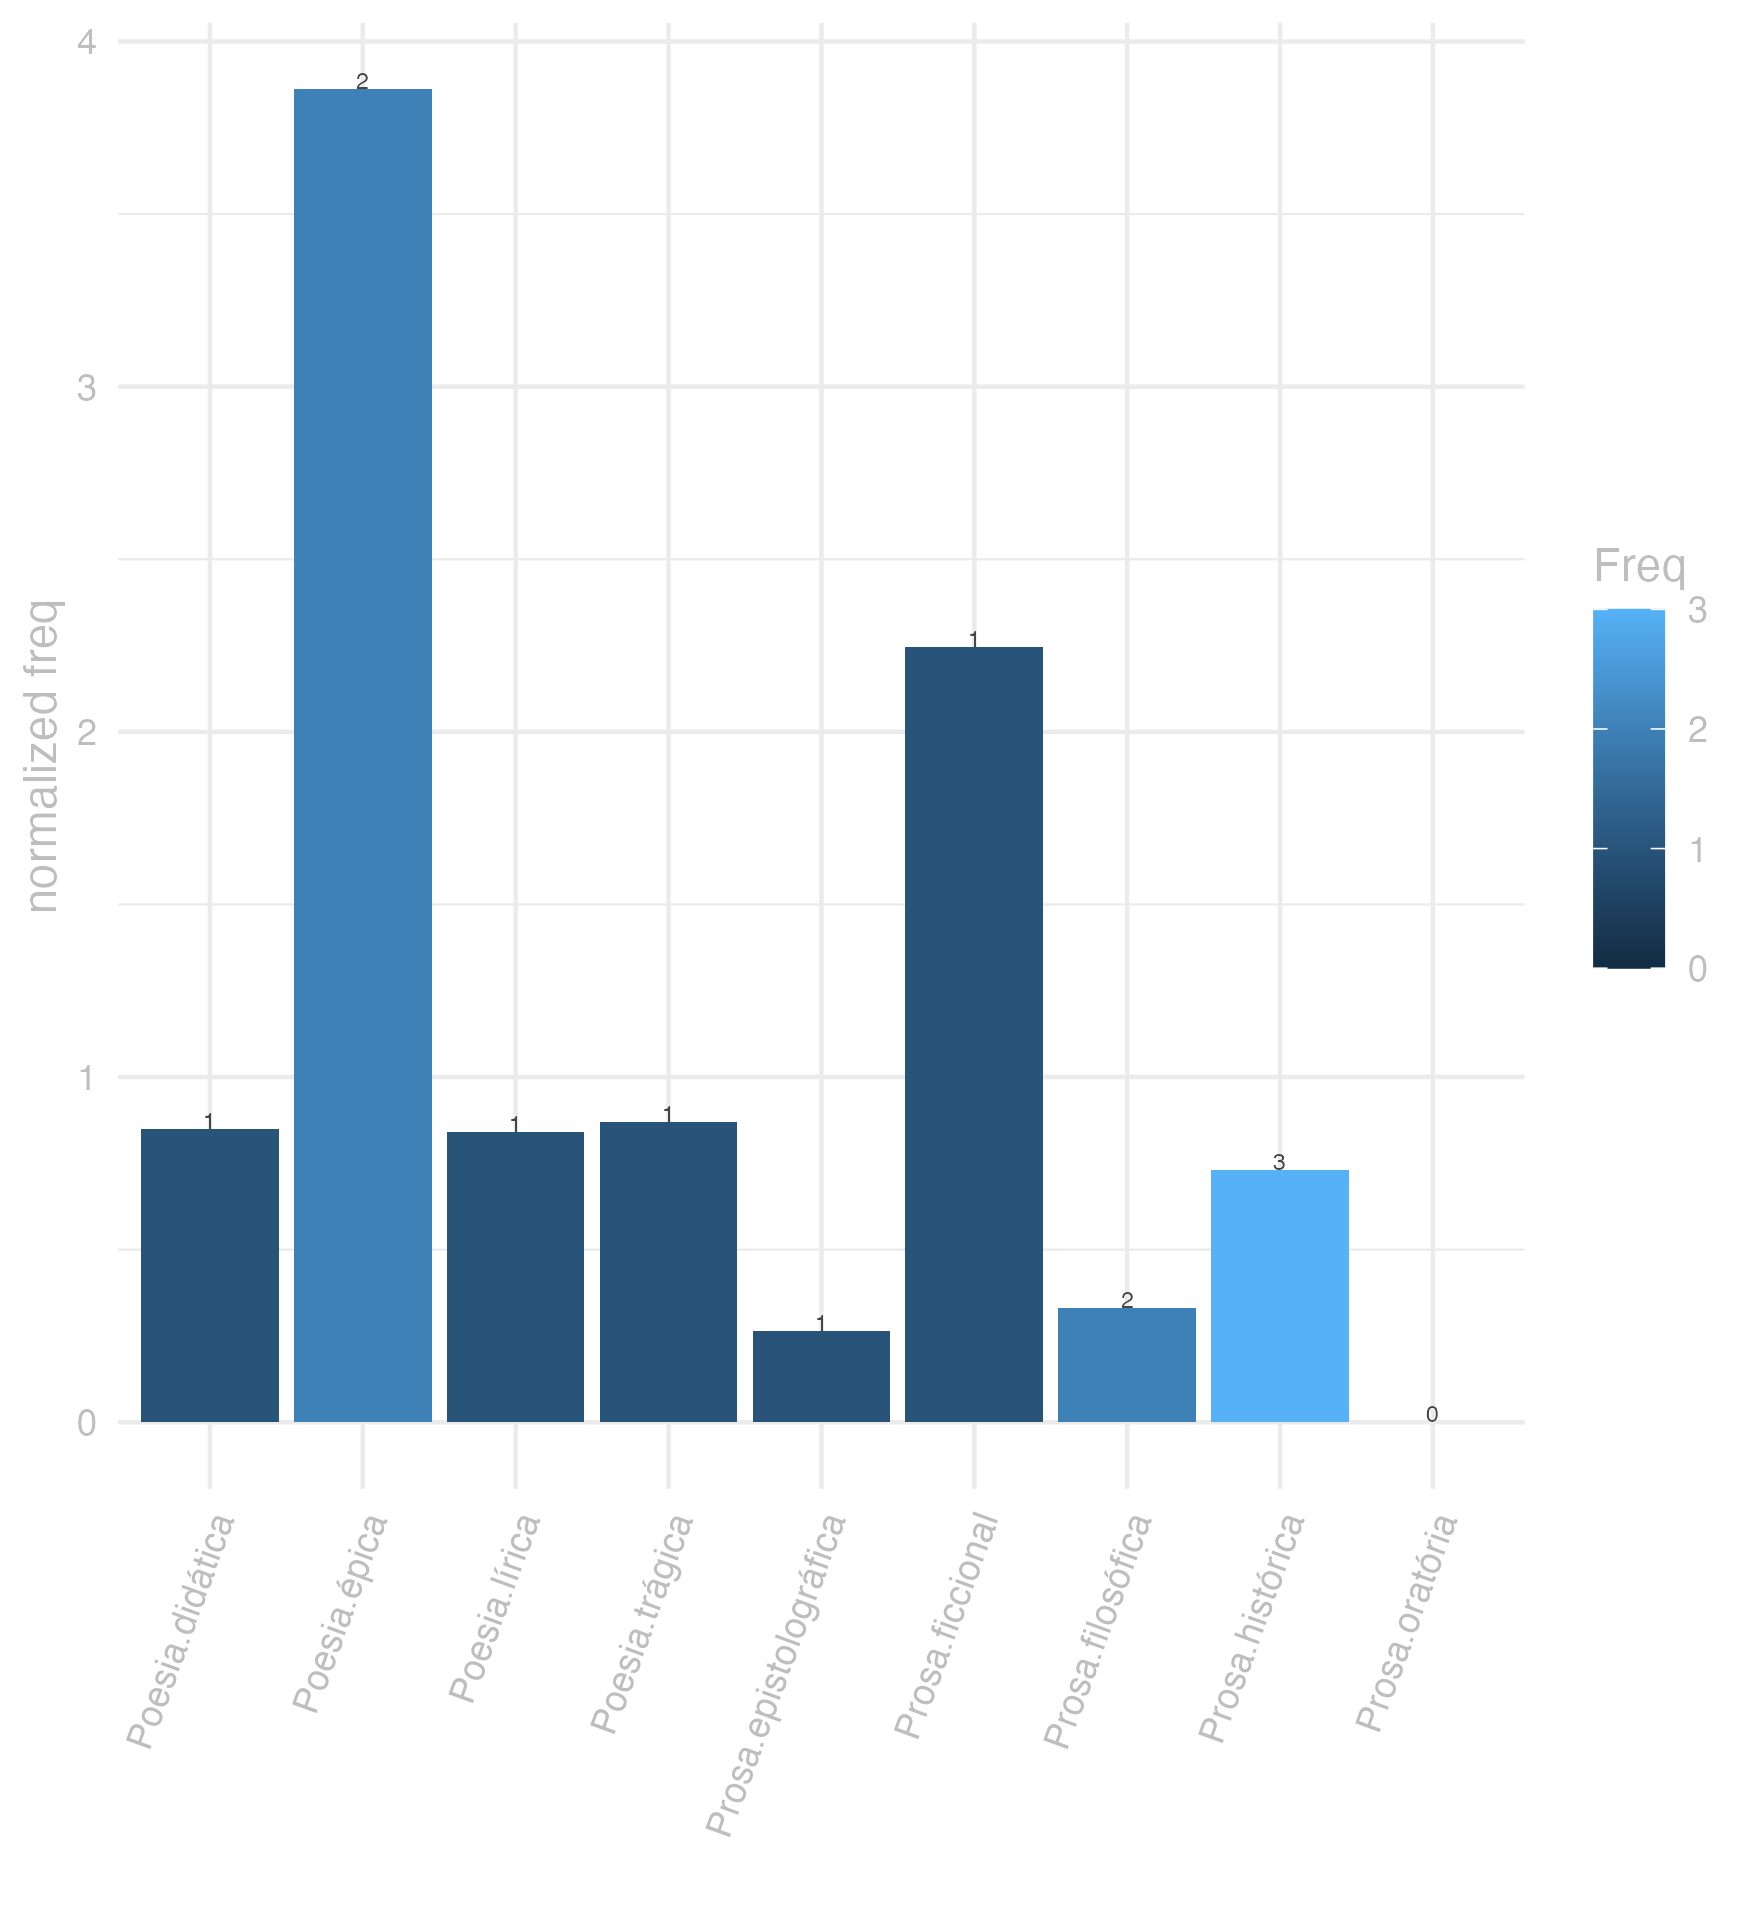 4
3
2
1
0
normalized freq
2
1
1
1
1
1
2
3
0
Poesia.didática
Poesia.épica
Poesia.lírica
Poesia.trágica
Prosa.epistolográfica
Prosa.ficcional
Prosa.filosófica
Prosa.histórica
Prosa.oratória
Freq
3
2
1
0